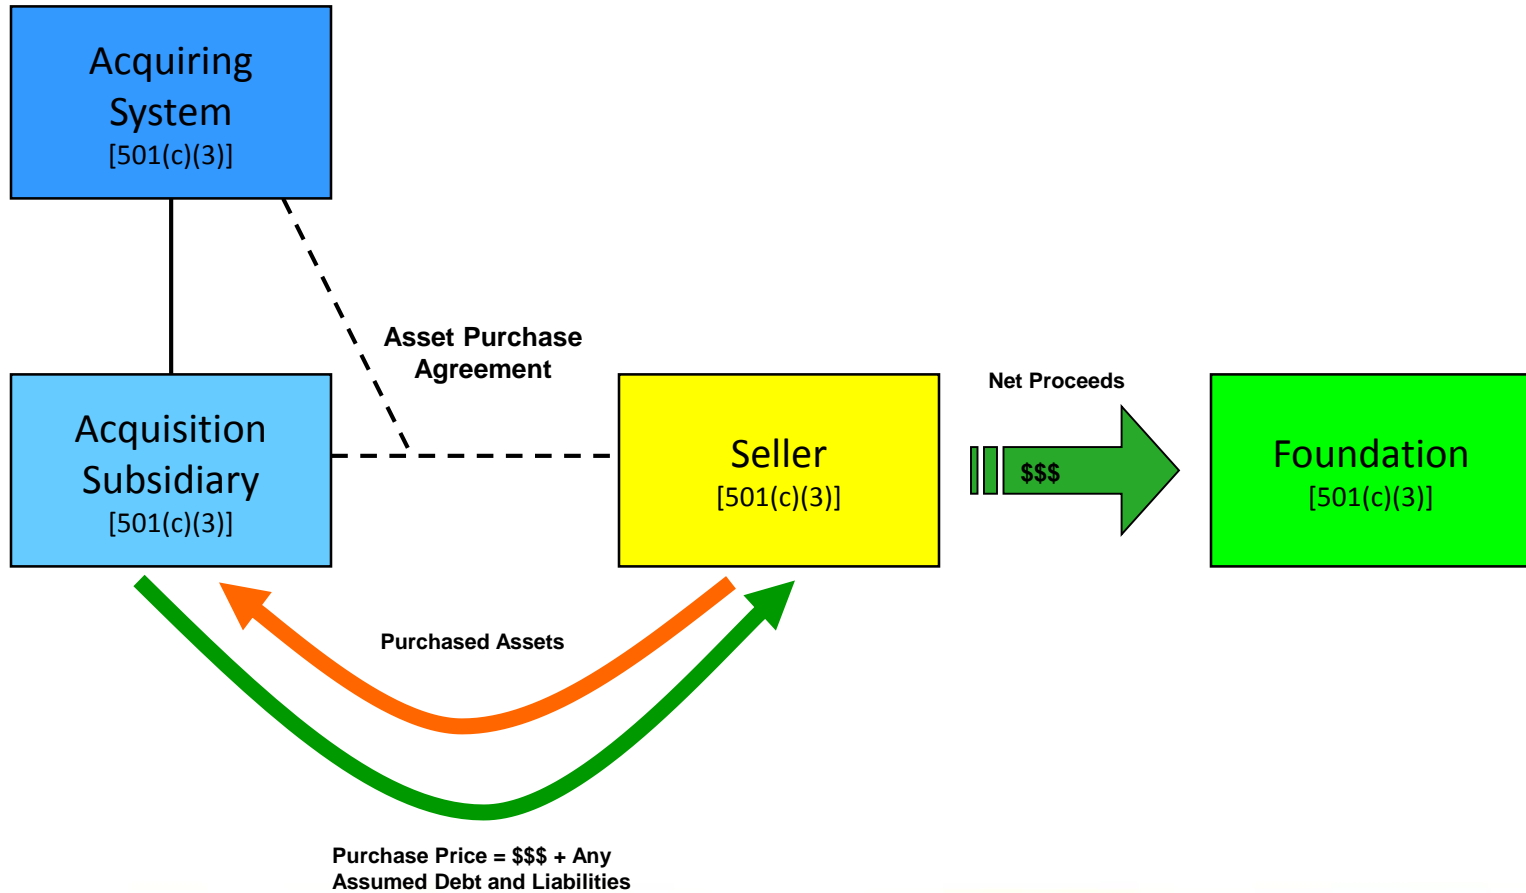 Acquiring
System
[501(c)(3)]
Asset Purchase
Agreement
Acquisition
Subsidiary
[501(c)(3)]
Seller
[501(c)(3)]
Net Proceeds
$$$
Foundation
[501(c)(3)]
Purchased Assets
Purchase Price = $$$ + Any
Assumed Debt and Liabilities